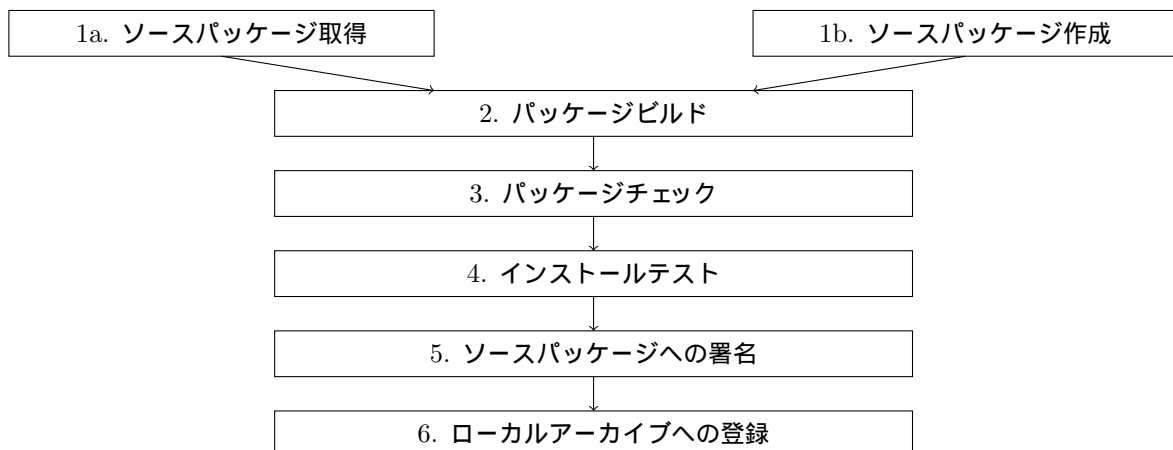 1a. ソースパッケージ取得
1b. ソースパッケージ作成
2. パッケージビルド
3. パッケージチェック
4. インストールテスト
5. ソースパッケージへの署名
6. ローカルアーカイブへの登録